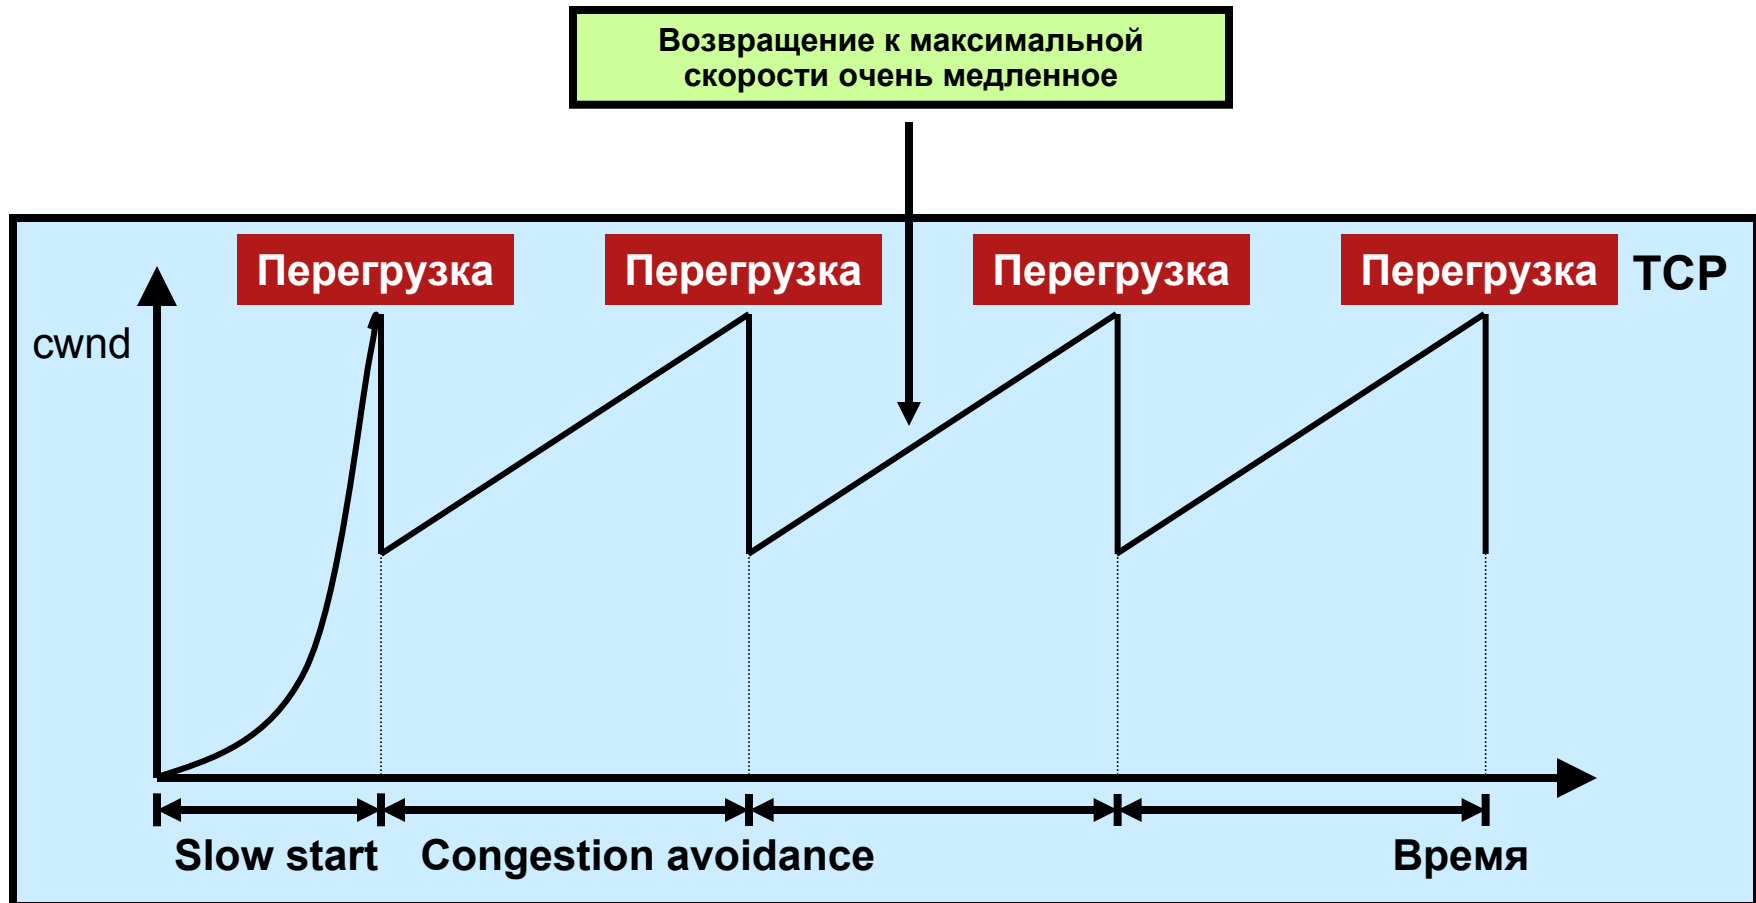 Возвращение к максимальной
скорости очень медленное
Перегрузка
Перегрузка
Перегрузка
Перегрузка
TCP
cwnd
Slow start
Congestion avoidance
Время